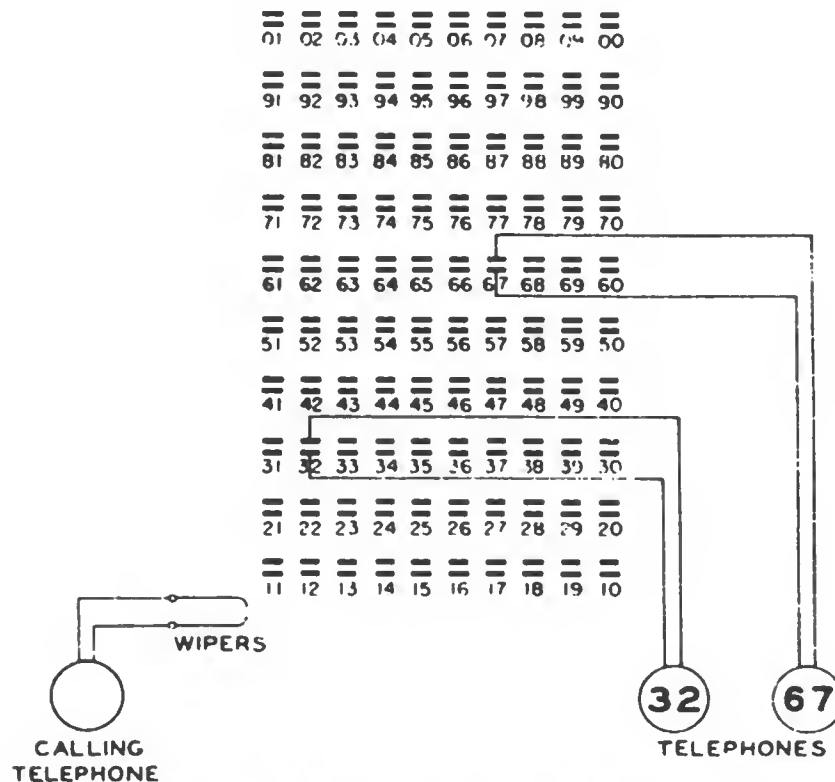 01 02 03 04 05 06 07 08 09 00
91 92 93 94 95 96 97 98 99 90
81 82 83 84 85 86 87 88 89 80
71 72 73 74 75 76 77 78 79 70
61 62 63 64 65 66 67 68 69 60
51 52 53 54 55 56 57 58 59 50
41 42 43 44 45 46 47 48 49 40
31 32 33 34 35 36 37 38 39 30
21 22 23 24 25 26 27 28 29 20
11 12 13 14 15 16 17 18 19 10
WIPERS
32 67
CALLING
TELEPHONE
TELEPHONES